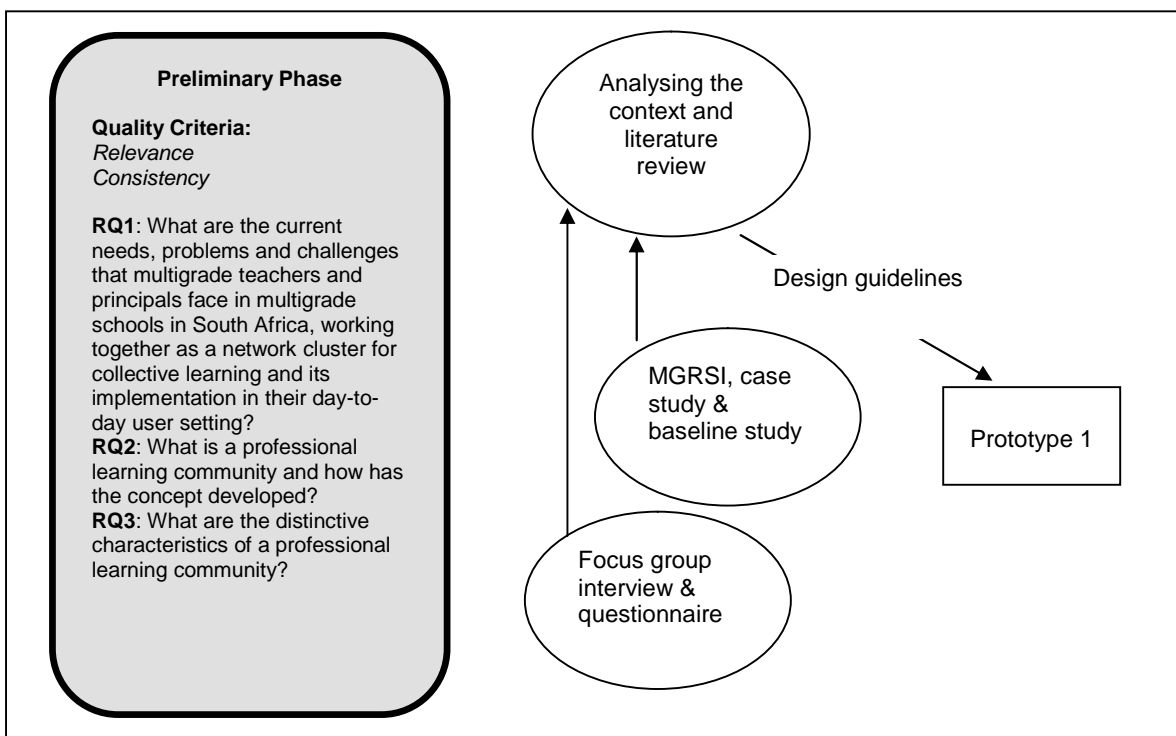 Preliminary Phase
Quality Criteria:
Relevance
Consistency
RQ1: What are the current
needs, problems and challenges
that multigrade teachers and
principals face in multigrade
schools in South Africa, working
together as a network cluster for
collective learning and its
implementation in their day-to-
day user setting?
RQ2: What is a professional
learning community and how has
the concept developed?
RQ3: What are the distinctive
characteristics of a professional
learning community?
Analysing the
context and
literature
review
Design guidelines
MGRSI, case
study &
baseline study
Prototype 1
Focus group
interview &
questionnaire